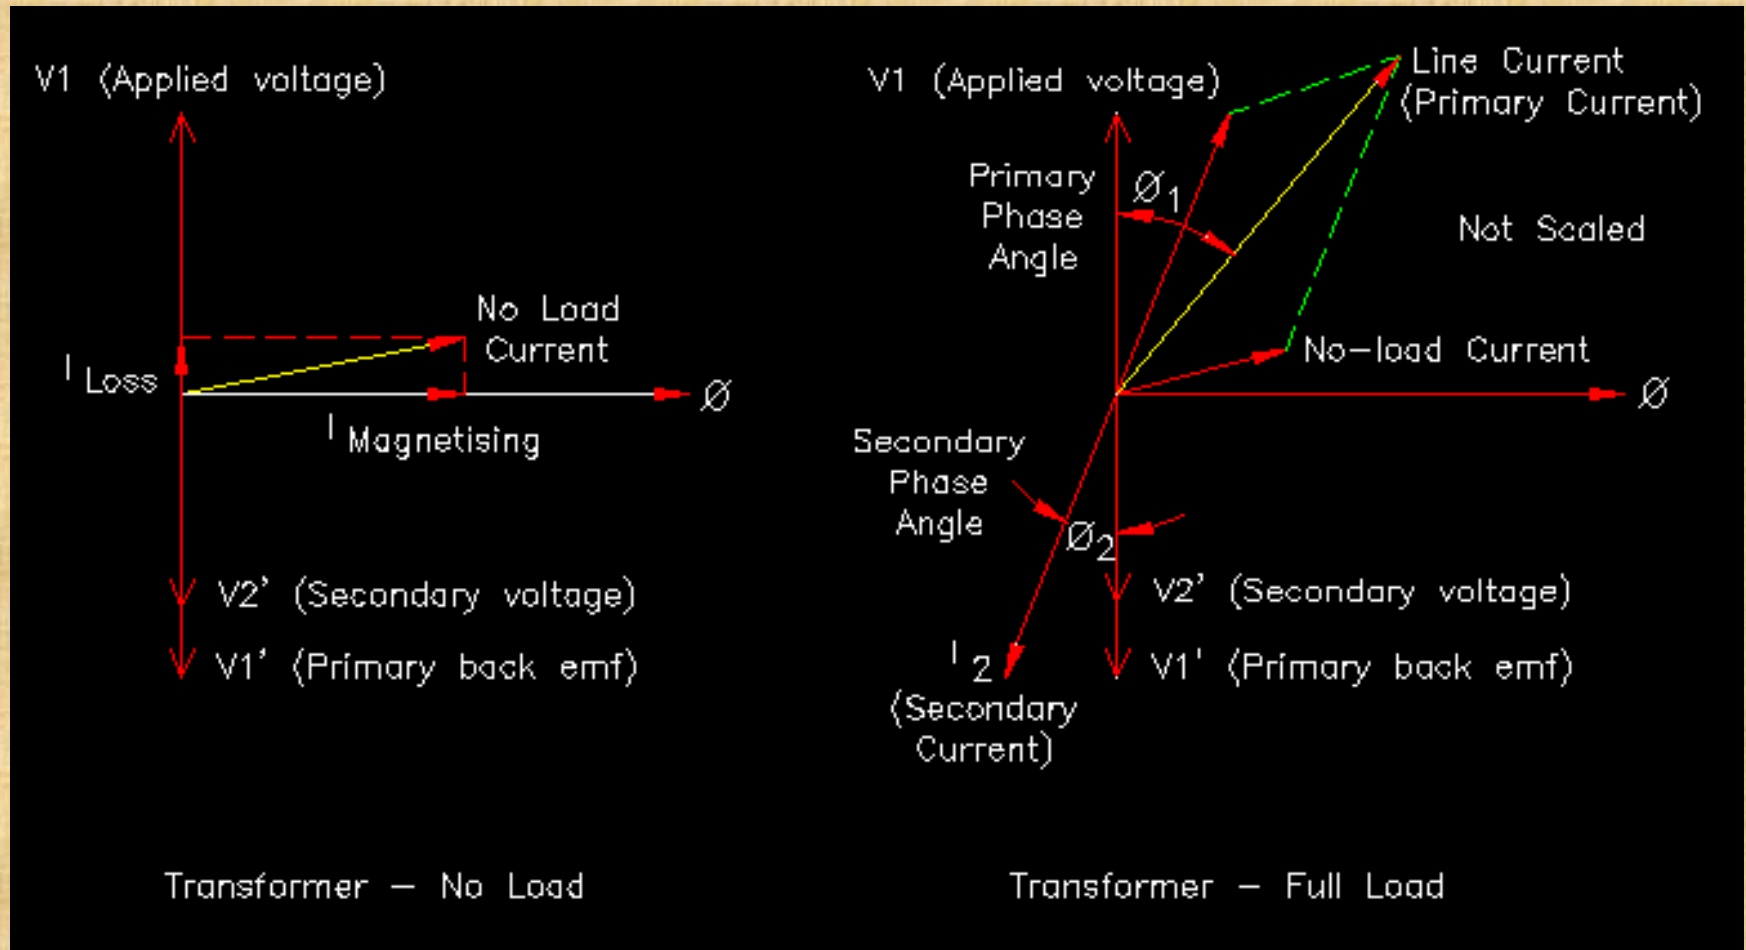 V1 (Applied voltage)
No Load
Current
I Loss
Ø
I Magnetising
V2' (Secondary voltage)
V1' (Primary back emf)
Transformer – No Load
V1 (Applied voltage)
Line Current
(Primary Current)
Primary
Phase
Angle
Ø1
Not Scaled
No-load Current
Ø
Secondary
Phase
Angle
Ø2
V2' (Secondary voltage)
V1' (Primary back emf)
I2
(Secondary
Current)
Transformer – Full Load